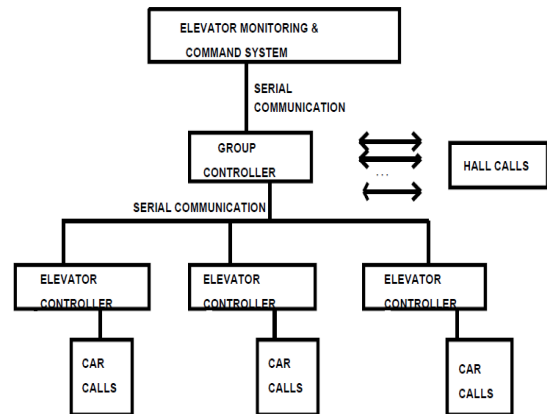 ELEVATOR MONITORING &
COMMAND SYSTEM
SERIAL
COMMUNICATION
GROUP
CONTROLLER
...
HALL CALLS
SERIAL COMMUNICATION
ELEVATOR
CONTROLLER
ELEVATOR
CONTROLLER
ELEVATOR
CONTROLLER
CAR
CALLS
CAR
CALLS
CAR
CALLS